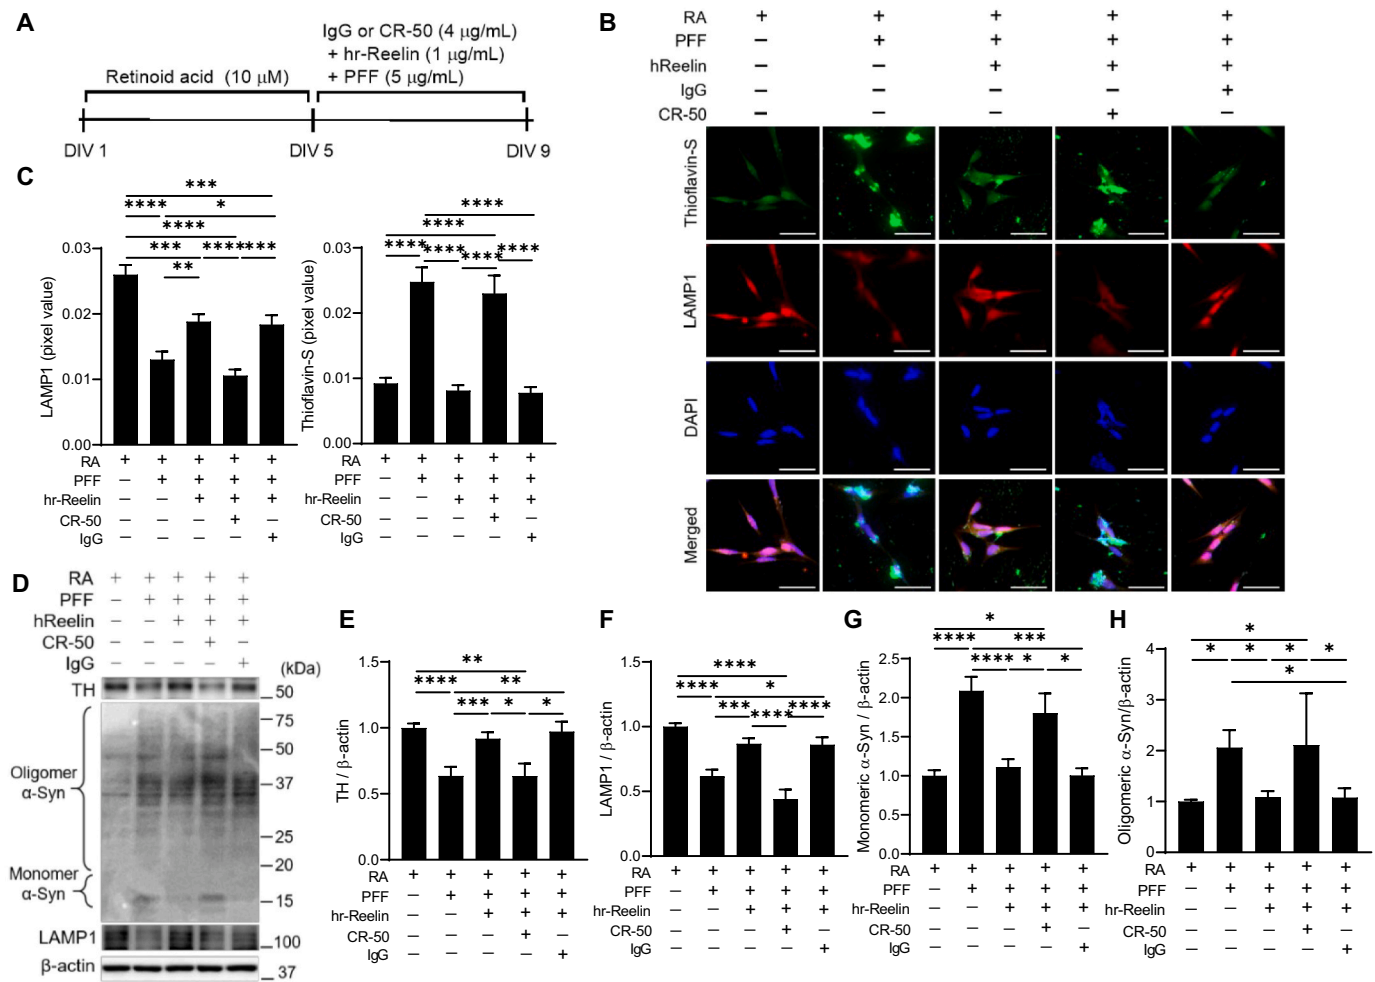 A
IgG or CR-50 (4 μg/mL)
+ hr-Reelin (1 μg/mL)
+ PFF (5 μg/mL)
Retinoid acid (10 μM)
DIV 1 DIV 5 DIV 9
B
RA + + + + +
PFF − + + + +
hReelin − − + + +
IgG − − − − +
CR-50 − − − + −
Thioflavin-S
LAMP1
DAPI
Merged
C
***
**** *
****
*** **** ***
**
LAMP1 (pixel value)
0.03
0.02
0.01
0.00
RA + + + + +
PFF − + + + +
hr-Reelin − − + + +
CR-50 − − − + −
IgG − − − − +
****
****
**** **** **** ****
Thioflavin-S (pixel value)
0.03
0.02
0.01
0.00
RA + + + + +
PFF − + + + +
hr-Reelin − − + + +
CR-50 − − − + −
IgG − − − − +
D
RA + + + + +
PFF − + + + +
hReelin − − + + +
CR-50 − − − + −
IgG − − − − +
(kDa)
TH
50
75
50
Oligomer
α-Syn
37
25
20
Monomer
α-Syn
15
LAMP1
100
β-actin
37
E
**
**** **
*** * *
TH / β-actin
1.5
1.0
0.5
0.0
RA + + + + +
PFF − + + + +
hr-Reelin − − + + +
CR-50 − − − + −
IgG − − − − +
F
****
**** *
*** **** ****
LAMP1 / β-actin
1.5
1.0
0.5
0.0
RA + + + + +
PFF − + + + +
hr-Reelin − − + + +
CR-50 − − − + −
IgG − − − − +
G
*
**** ***
**** * *
Monomeric α-Syn / β-actin
2.5
2.0
1.5
1.0
0.5
0.0
RA + + + + +
PFF − + + + +
hr-Reelin − − + + +
CR-50 − − − + −
IgG − − − − +
H
*
* * * *
*
Oligomeric α-Syn/β-actin
4
3
2
1
0
RA + + + + +
PFF − + + + +
hr-Reelin − − + + +
CR-50 − − − + −
IgG − − − − +